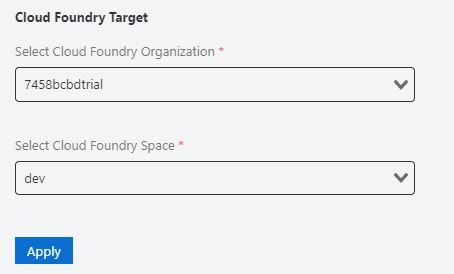 Cloud Foundry Target
Select Cloud Foundry Organization *
7458bcbdtrial
Select Cloud Foundry Space *
dev
Apply